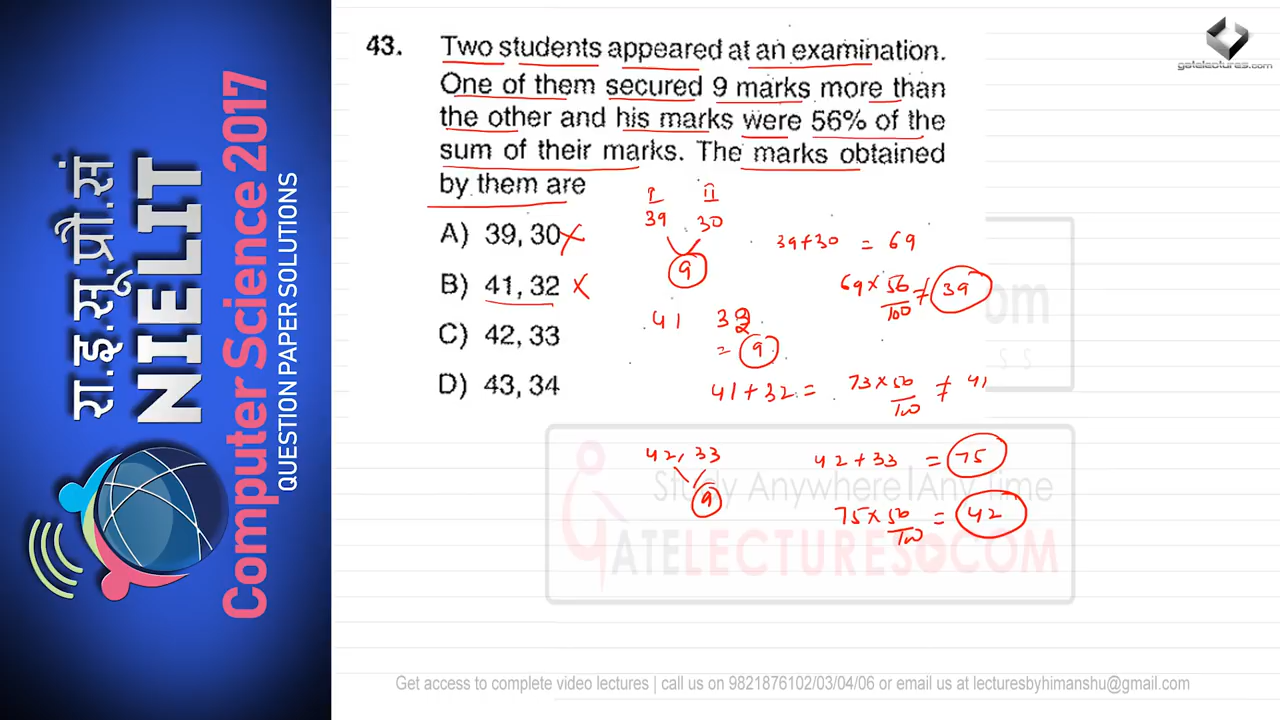 रा.इ.सू.प्रौ.सं
NIELIT
Computer Science 2017
QUESTION PAPER SOLUTIONS
gatelectures.com
43. Two students appeared at an examination.
One of them secured 9 marks more than
the other and his marks were 56% of the
sum of their marks. The marks obtained
by them are
I II
A) 39, 30 X
39 30
9
39+30 = 69
B) 41, 32 X
69 × 56/100 ≠ 39
41 32
= 9
C) 42, 33
D) 43, 34
41+32 = 73×56/100 ≠ 41
42, 33
9
42+33 = 75
75×56/100 = 42
Study Anywhere|Any Time
GATELECTURES.COM
Get access to complete video lectures | call us on 9821876102/03/04/06 or email us at lecturesbyhimanshu@gmail.com